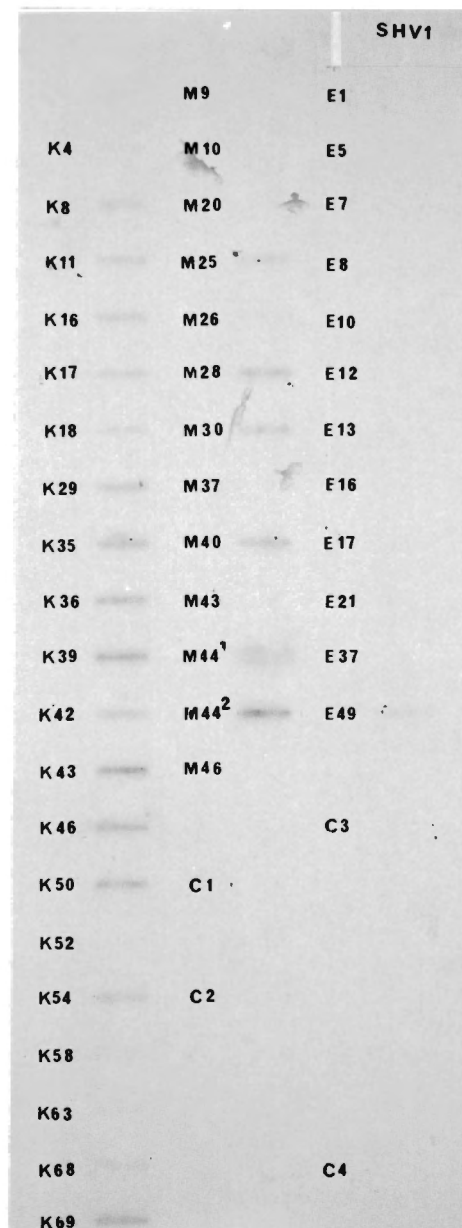 SHV1
M9 E1
K4 M10 E5
K8 M20 E7
K11 M25 E8
K16 M26 E10
K17 M28 E12
K18 M30 E13
K29 M37 E16
K35 M40 E17
K36 M43 E21
K39 M44¹ E37
K42 M44² E49
K43 M46
K46 C3
K50 C1
K52
K54 C2
K58
K63
K68 C4
K69